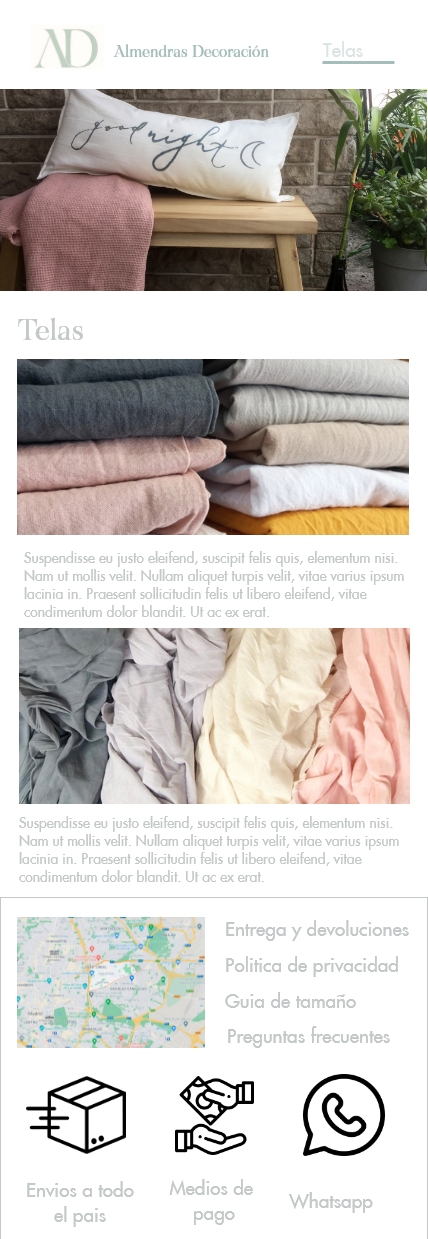 AD
Almendras Decoración
Telas
good night
Telas
Suspendisse eu justo eleifend, suscipit felis quis, elementum nisi.
Nam ut mollis velit. Nullam aliquet turpis velit, vitae varius ipsum
lacinia in. Praesent sollicitudin felis ut libero eleifend, vitae
condimentum dolor blandit. Ut ac ex erat.
Suspendisse eu justo eleifend, suscipit felis quis, elementum nisi.
Nam ut mollis velit. Nullam aliquet turpis velit, vitae varius ipsum
lacinia in. Praesent sollicitudin felis ut libero eleifend, vitae
condimentum dolor blandit. Ut ac ex erat.
Madrid
Entrega y devoluciones
Politica de privacidad
Guia de tamaño
Preguntas frecuentes
Envios a todo
el pais
Medios de
pago
Whatsapp